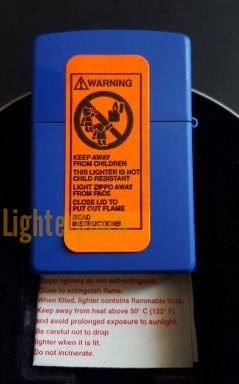 WARNING
KEEP AWAY
FROM CHILDREN
THIS LIGHTER IS NOT
CHILD RESISTANT
LIGHT ZIPPO AWAY
FROM FACE
CLOSE LID TO
PUT OUT FLAME
READ
INSTRUCTIONS
Lighte
Zippo lighters do not self-extinguish.
Close to extinguish flame.
When filled, lighter contains flammable fluid.
Keep away from heat above 50° C (122° F)
and avoid prolonged exposure to sunlight.
Be careful not to drop
lighter when it is lit.
Do not incinerate.